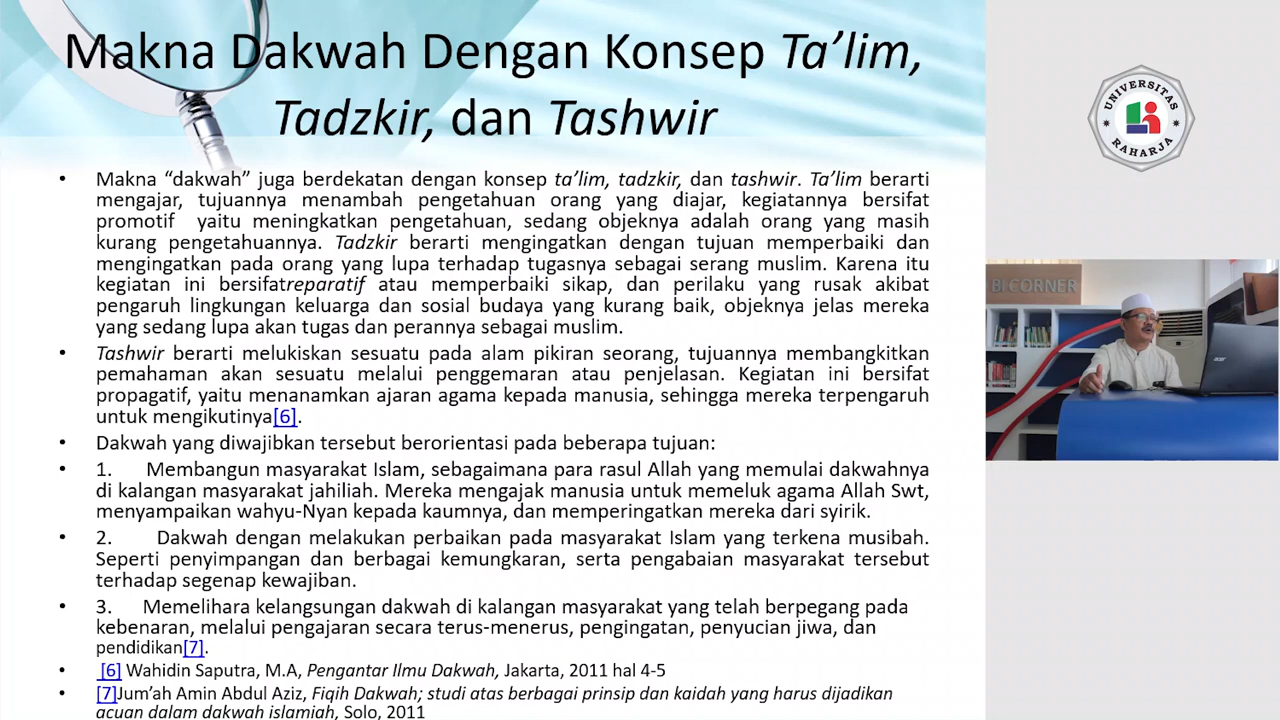 Makna Dakwah Dengan Konsep Ta’lim,
Tadzkir, dan Tashwir
• Makna “dakwah” juga berdekatan dengan konsep ta’lim, tadzkir, dan tashwir. Ta’lim berarti
mengajar, tujuannya menambah pengetahuan orang yang diajar, kegiatannya bersifat
promotif yaitu meningkatkan pengetahuan, sedang objeknya adalah orang yang masih
kurang pengetahuannya. Tadzkir berarti mengingatkan dengan tujuan memperbaiki dan
mengingatkan pada orang yang lupa terhadap tugasnya sebagai serang muslim. Karena itu
kegiatan ini bersifatreparatif atau memperbaiki sikap, dan perilaku yang rusak akibat
pengaruh lingkungan keluarga dan sosial budaya yang kurang baik, objeknya jelas mereka
yang sedang lupa akan tugas dan perannya sebagai muslim.
• Tashwir berarti melukiskan sesuatu pada alam pikiran seorang, tujuannya membangkitkan
pemahaman akan sesuatu melalui penggemaran atau penjelasan. Kegiatan ini bersifat
propagatif, yaitu menanamkan ajaran agama kepada manusia, sehingga mereka terpengaruh
untuk mengikutinya[6].
• Dakwah yang diwajibkan tersebut berorientasi pada beberapa tujuan:
• 1. Membangun masyarakat Islam, sebagaimana para rasul Allah yang memulai dakwahnya
di kalangan masyarakat jahiliah. Mereka mengajak manusia untuk memeluk agama Allah Swt,
menyampaikan wahyu-Nyan kepada kaumnya, dan memperingatkan mereka dari syirik.
• 2. Dakwah dengan melakukan perbaikan pada masyarakat Islam yang terkena musibah.
Seperti penyimpangan dan berbagai kemungkaran, serta pengabaian masyarakat tersebut
terhadap segenap kewajiban.
• 3. Memelihara kelangsungan dakwah di kalangan masyarakat yang telah berpegang pada
kebenaran, melalui pengajaran secara terus-menerus, pengingatan, penyucian jiwa, dan
pendidikan[7].
• [6] Wahidin Saputra, M.A, Pengantar Ilmu Dakwah, Jakarta, 2011 hal 4-5
• [7]Jum’ah Amin Abdul Aziz, Fiqih Dakwah; studi atas berbagai prinsip dan kaidah yang harus dijadikan
acuan dalam dakwah islamiah, Solo, 2011
UNIVERSITAS
RAHARJA
BI CORNER
acer